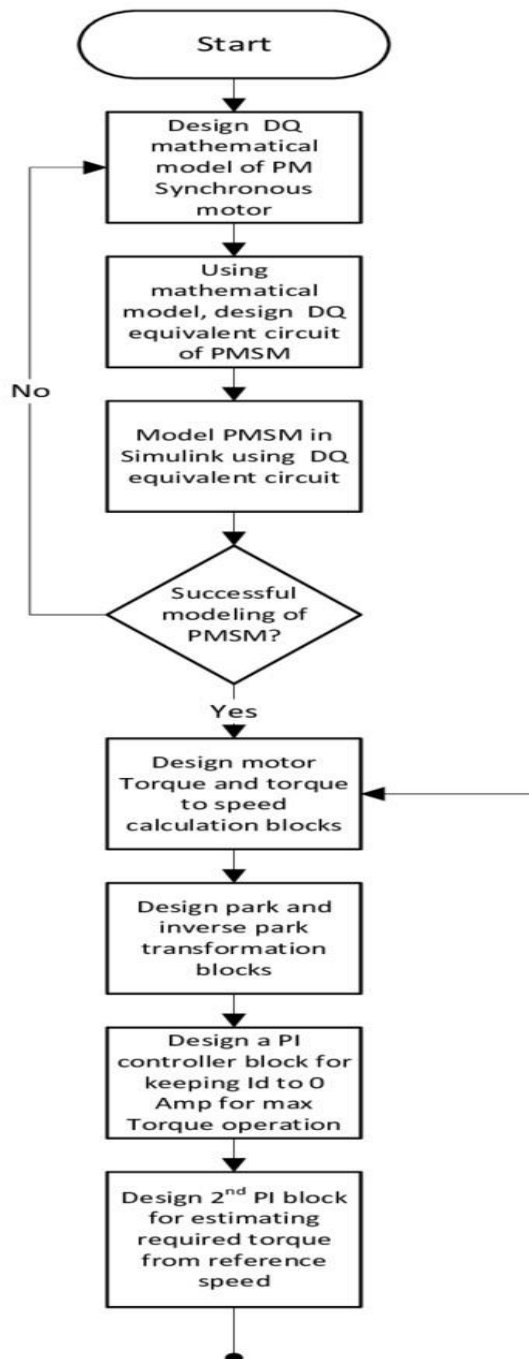 Start
Design DQ
mathematical
model of PM
Synchronous
motor
Using
mathematical
model, design DQ
equivalent circuit
of PMSM
No
Model PMSM in
Simulink using DQ
equivalent circuit
Successful
modeling of
PMSM?
Yes
Design motor
Torque and torque
to speed
calculation blocks
Design park and
inverse park
transformation
blocks
Design a PI
controller block for
keeping Id to 0
Amp for max
Torque operation
Design 2nd PI block
for estimating
required torque
from reference
speed